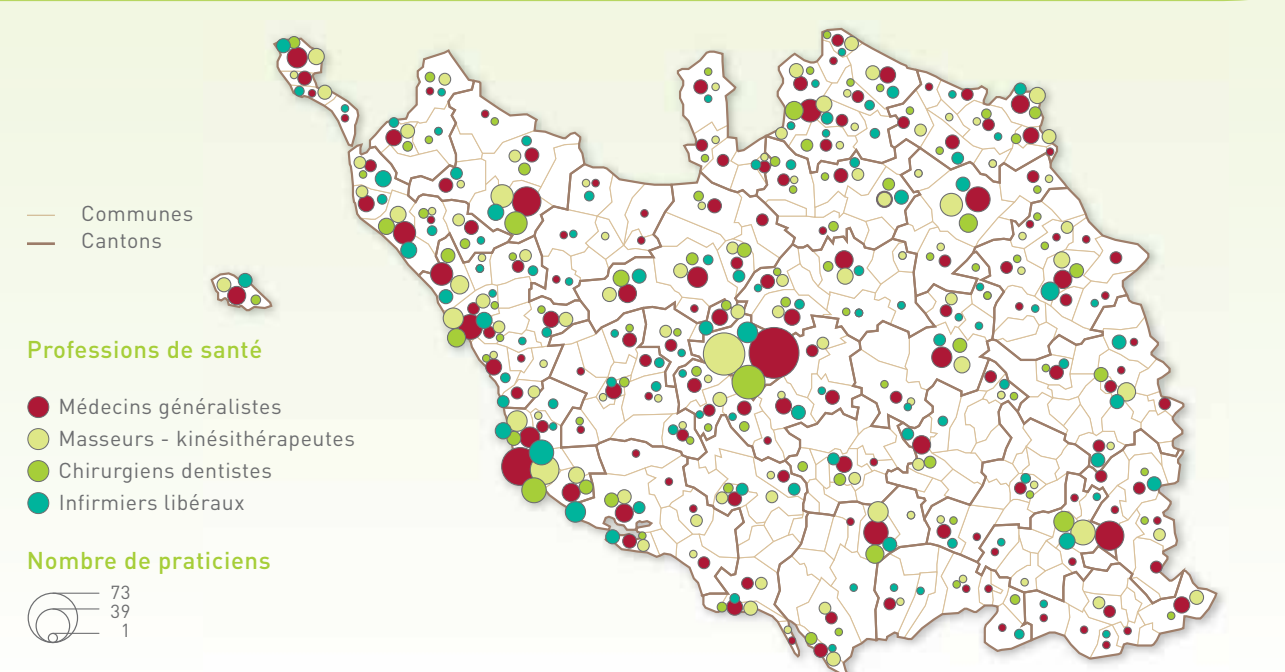 Communes
Cantons
Professions de santé
Médecins généralistes
Masseurs - kinésithérapeutes
Chirurgiens dentistes
Infirmiers libéraux
Nombre de praticiens
73
39
1